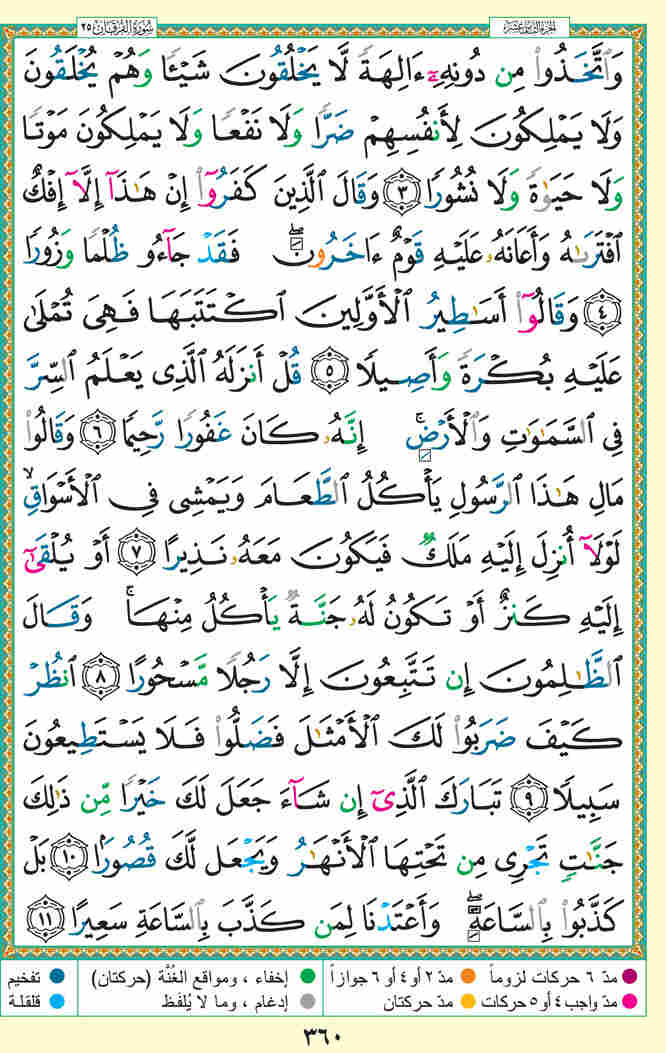 سُورَةُ الفُرْقَانِ ٢٥
الجزء الثامن عشر
وَٱتَّخَذُوا۟ مِن دُونِهِۦٓ ءَالِهَةً لَّا يَخْلُقُونَ شَيْـًٔا وَهُمْ يُخْلَقُونَ
وَلَا يَمْلِكُونَ لِأَنفُسِهِمْ ضَرًّا وَلَا نَفْعًا وَلَا يَمْلِكُونَ مَوْتًا
وَلَا حَيَوٰةً وَلَا نُشُورًا ٣ وَقَالَ ٱلَّذِينَ كَفَرُوٓا۟ إِنْ هَـٰذَآ إِلَّآ إِفْكٌ
ٱفْتَرَىٰهُ وَأَعَانَهُۥ عَلَيْهِ قَوْمٌ ءَاخَرُونَ ۖ فَقَدْ جَآءُو ظُلْمًا وَزُورًا
٤ وَقَالُوٓا۟ أَسَـٰطِيرُ ٱلْأَوَّلِينَ ٱكْتَتَبَهَا فَهِىَ تُمْلَىٰ
عَلَيْهِ بُكْرَةً وَأَصِيلًا ٥ قُلْ أَنزَلَهُ ٱلَّذِى يَعْلَمُ ٱلسِّرَّ
فِى ٱلسَّمَـٰوَٰتِ وَٱلْأَرْضِ ۚ إِنَّهُۥ كَانَ غَفُورًا رَّحِيمًا ٦ وَقَالُوا۟
مَالِ هَـٰذَا ٱلرَّسُولِ يَأْكُلُ ٱلطَّعَامَ وَيَمْشِى فِى ٱلْأَسْوَاقِ ۙ
لَوْلَآ أُنزِلَ إِلَيْهِ مَلَكٌ فَيَكُونَ مَعَهُۥ نَذِيرًا ٧ أَوْ يُلْقَىٰٓ
إِلَيْهِ كَنزٌ أَوْ تَكُونُ لَهُۥ جَنَّةٌ يَأْكُلُ مِنْهَا ۚ وَقَالَ
ٱلظَّـٰلِمُونَ إِن تَتَّبِعُونَ إِلَّا رَجُلًا مَّسْحُورًا ٨ ٱنظُرْ
كَيْفَ ضَرَبُوا۟ لَكَ ٱلْأَمْثَـٰلَ فَضَلُّوا۟ فَلَا يَسْتَطِيعُونَ
سَبِيلًا ٩ تَبَارَكَ ٱلَّذِىٓ إِن شَآءَ جَعَلَ لَكَ خَيْرًا مِّن ذَٰلِكَ
جَنَّـٰتٍ تَجْرِى مِن تَحْتِهَا ٱلْأَنْهَـٰرُ وَيَجْعَل لَّكَ قُصُورًۢا ١٠ بَلْ
كَذَّبُوا۟ بِٱلسَّاعَةِ ۖ وَأَعْتَدْنَا لِمَن كَذَّبَ بِٱلسَّاعَةِ سَعِيرًا ١١
مدّ ٦ حركات لزوماً مدّ ٢ أو ٤ أو ٦ جوازاً إخفاء ، ومواقع الغُنَّة (حركتان) تفخيم
مدّ واجب ٤ أو ٥ حركات مدّ حركتان إدغام ، وما لا يُلفَظ قلقلة
٣٦٠